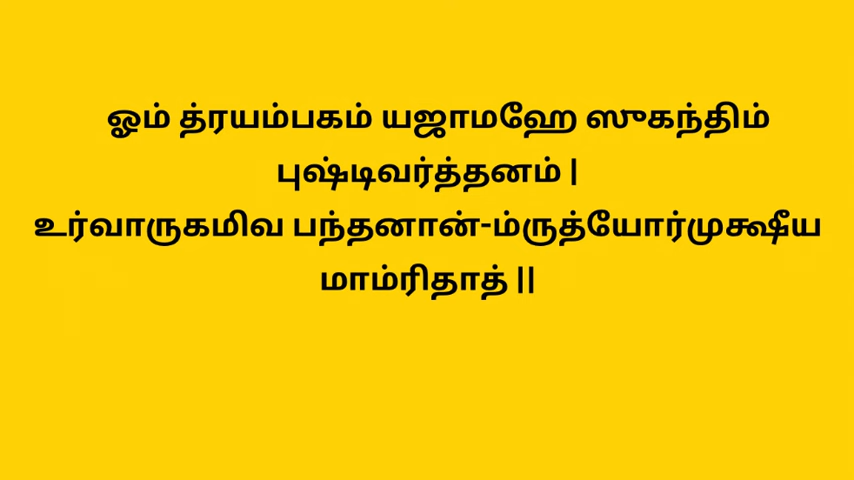 ஓம் த்ரயம்பகம் யஜாமஹே ஸுகந்திம்
புஷ்டிவர்த்தனம் |
உர்வாருகமிவ பந்தனான்-ம்ருத்யோர்முக்ஷீய
மாம்ரிதாத் ||